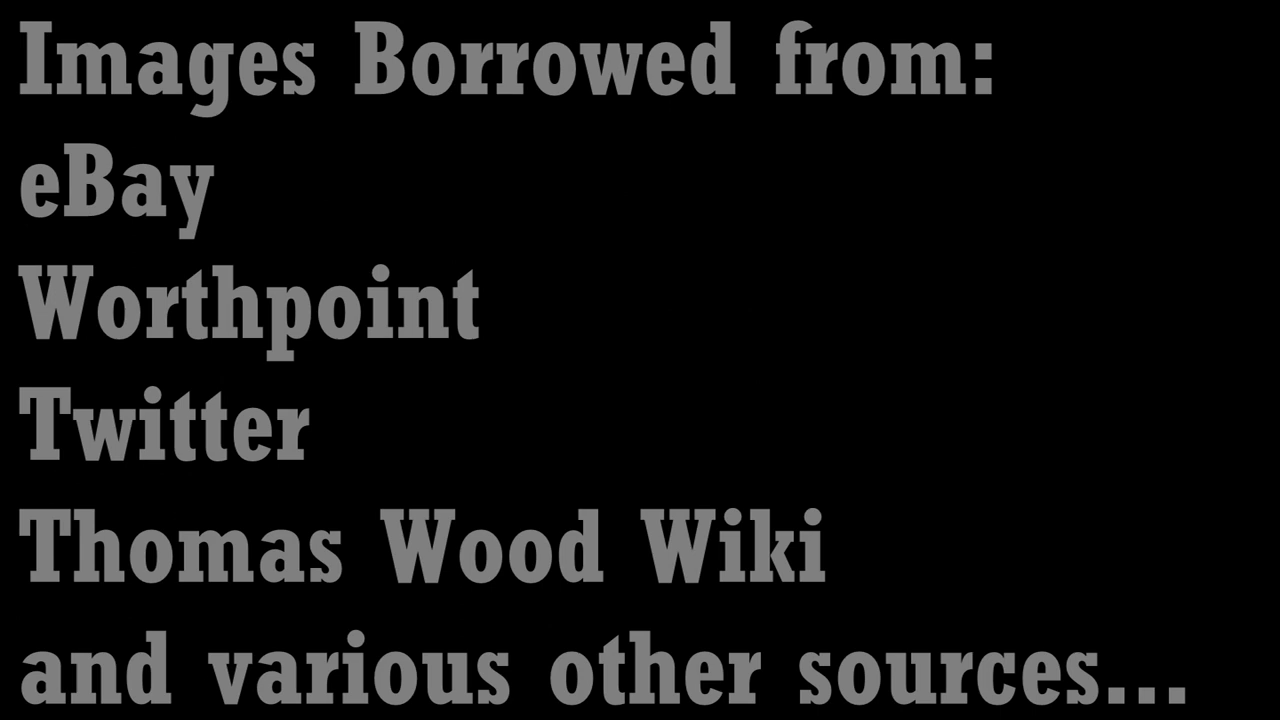 Images Borrowed from:
eBay
Worthpoint
Twitter
Thomas Wood Wiki
and various other sources...